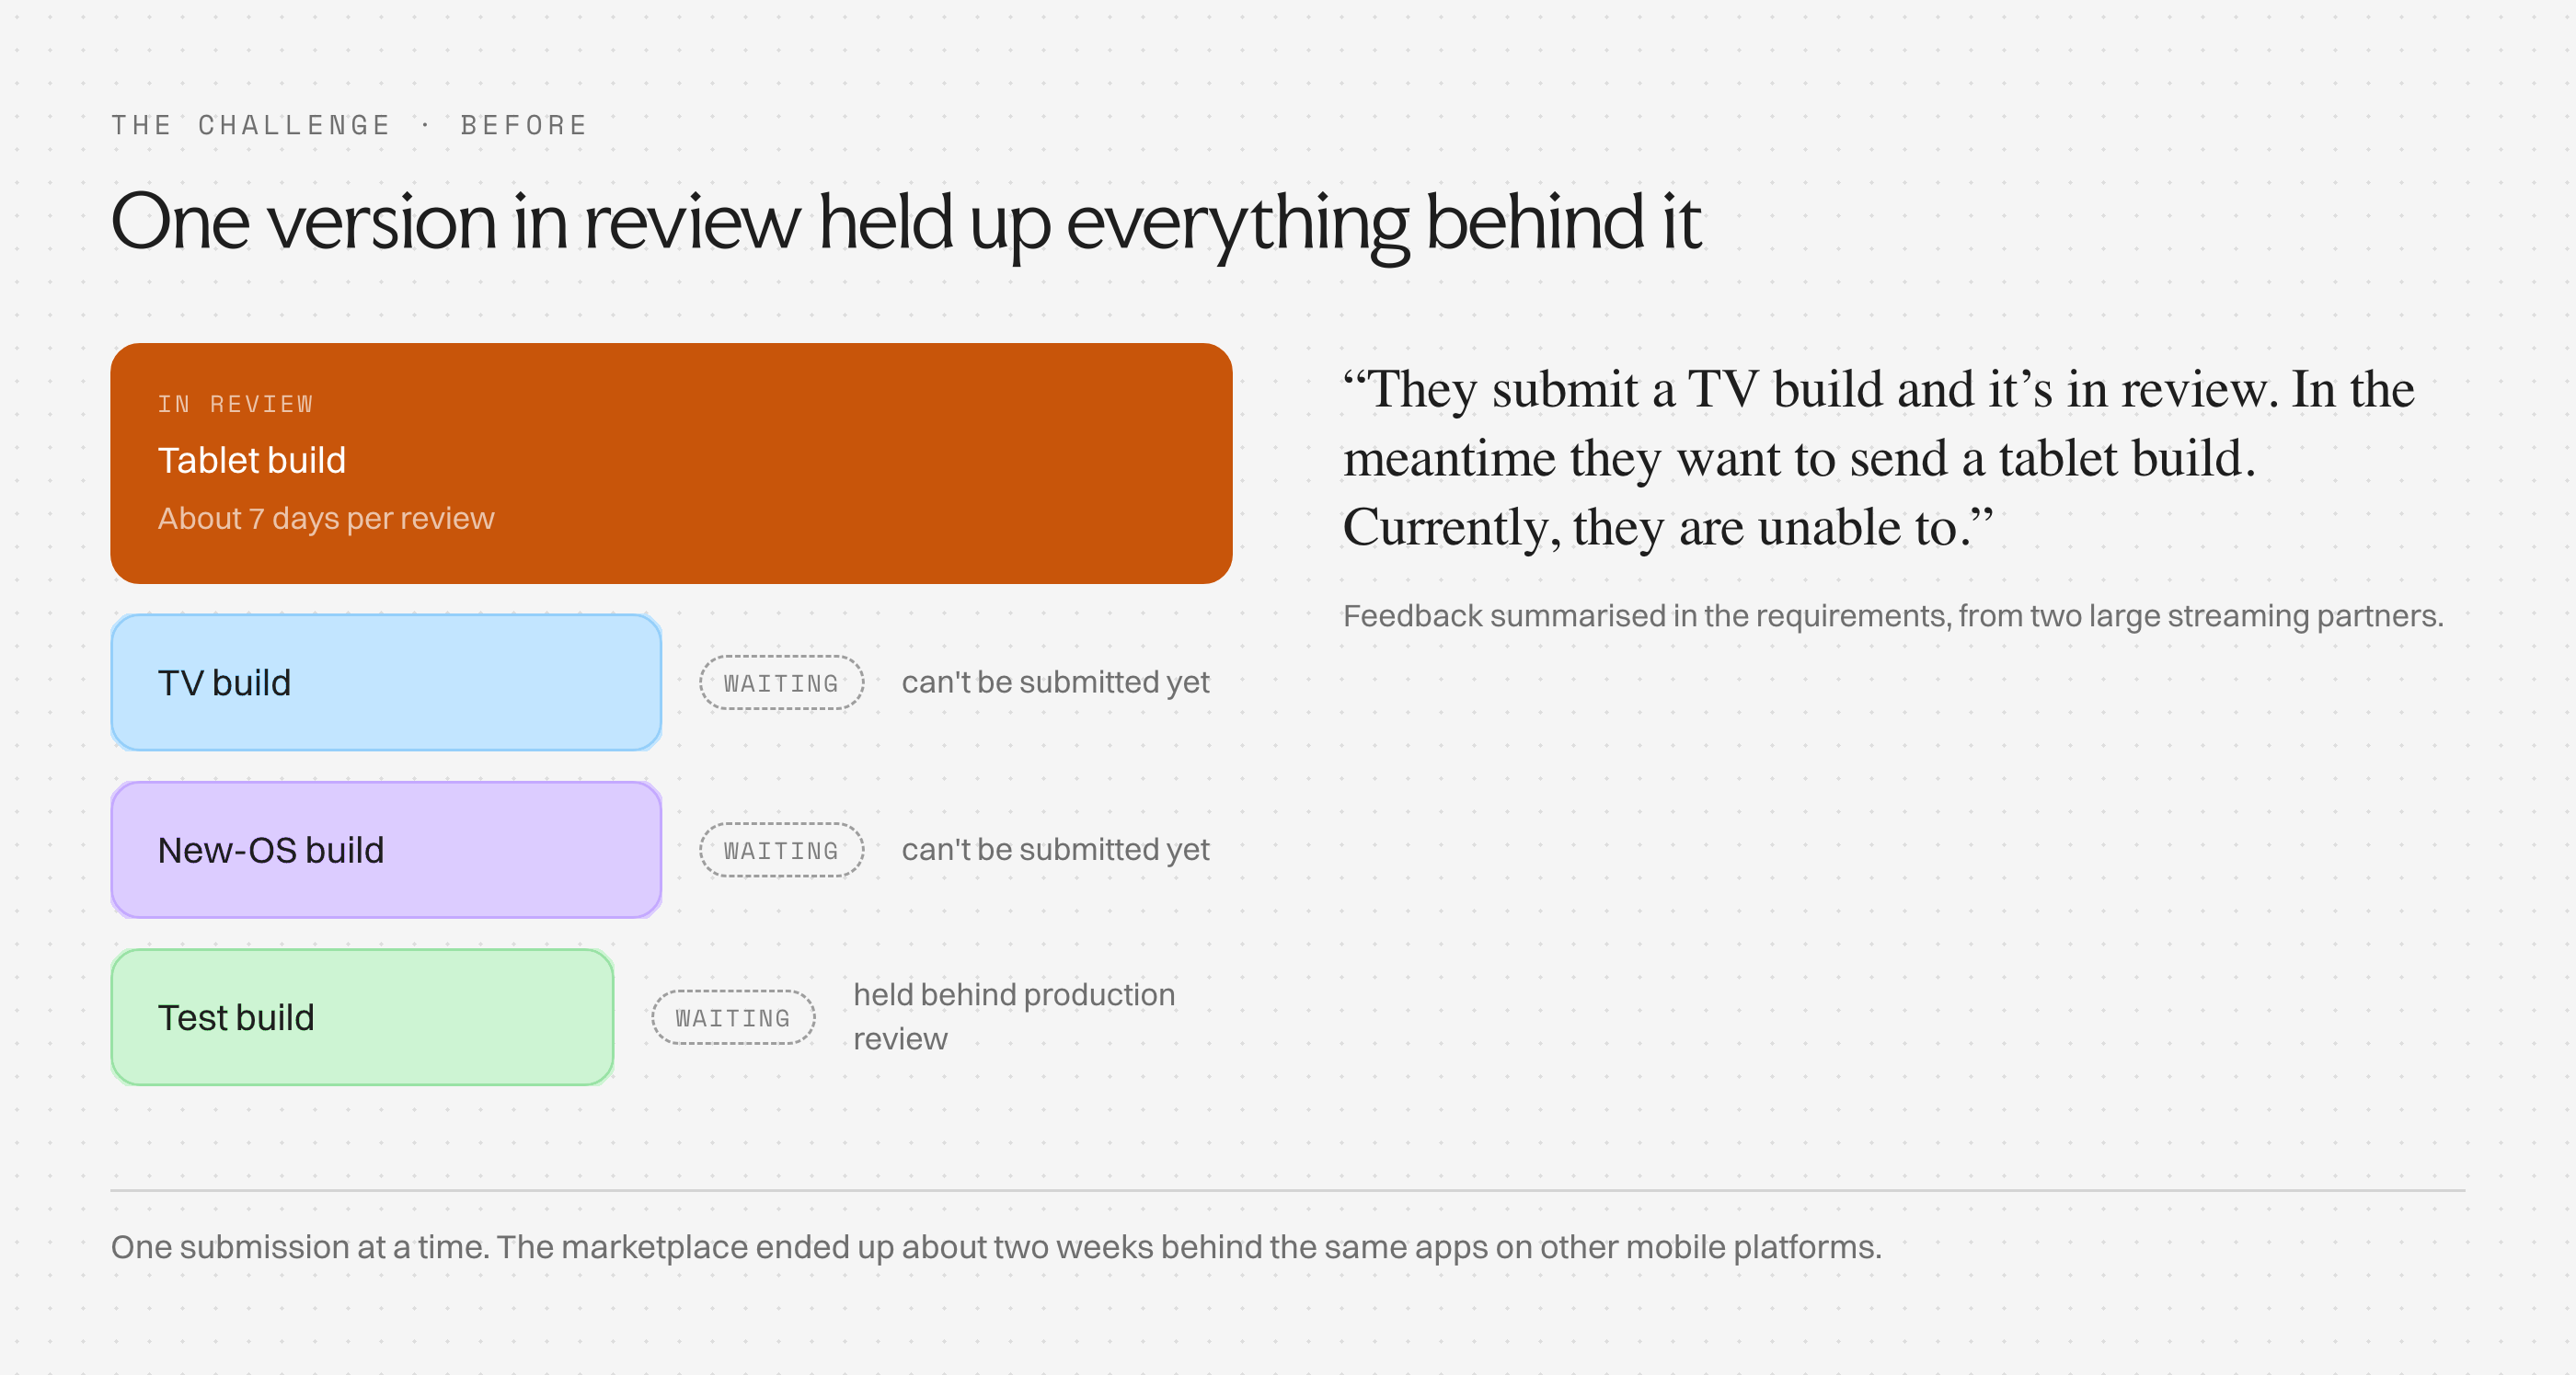 THE CHALLENGE · BEFORE
One version in review held up everything behind it
IN REVIEW
Tablet build
About 7 days per review
TV build
WAITING
can't be submitted yet
New-OS build
WAITING
can't be submitted yet
Test build
WAITING
held behind production
review
“They submit a TV build and it’s in review. In the
meantime they want to send a tablet build.
Currently, they are unable to.”
Feedback summarised in the requirements, from two large streaming partners.
One submission at a time. The marketplace ended up about two weeks behind the same apps on other mobile platforms.